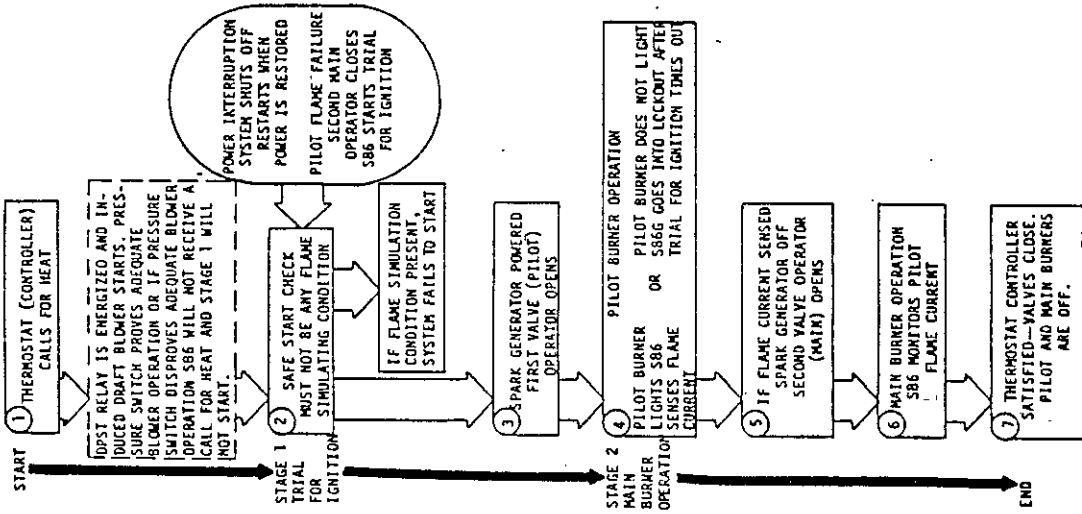 START
1 THERMOSTAT (CONTROLLER)
CALLS FOR HEAT
DPST RELAY IS ENERGIZED AND IN-
DUCED DRAFT BLOWER STARTS. PRES-
SURE SWITCH PROVES ADEQUATE
BLOWER OPERATION OR IF PRESSURE
SWITCH DISPROVES ADEQUATE BLOWER
OPERATION S86 WILL NOT RECEIVE A
CALL FOR HEAT AND STAGE 1 WILL
NOT START.
POWER INTERRUPTION
SYSTEM SHUTS OFF
RESTARTS WHEN
POWER IS RESTORED
PILOT FLAME FAILURE
SECOND MAIN
OPERATOR CLOSES
S86 STARTS TRIAL
FOR IGNITION
STAGE 1
TRIAL
FOR
IGNITION
2 SAFE START CHECK
MUST NOT BE ANY FLAME
SIMULATING CONDITION
IF FLAME SIMULATION
CONDITION PRESENT,
SYSTEM FAILS TO START
3 SPARK GENERATOR POWERED
FIRST VALVE (PILOT)
OPERATOR OPENS
STAGE 2
MAIN
BURNER
OPERATION
4 PILOT BURNER OPERATION
PILOT BURNER
LIGHTS S86
SENSES FLAME
CURRENT
OR
PILOT BURNER DOES NOT LIGHT
S86G GOES INTO LOCKOUT AFTER
TRIAL FOR IGNITION TIMES OUT
5 IF FLAME CURRENT SENSED
SPARK GENERATOR OFF
SECOND VALVE OPERATOR
(MAIN) OPENS
6 MAIN BURNER OPERATION
S86 MONITORS PILOT
FLAME CURRENT
END
7 THERMOSTAT CONTROLLER
SATISFIED—VALVES CLOSE.
PILOT AND MAIN BURNERS
ARE OFF.